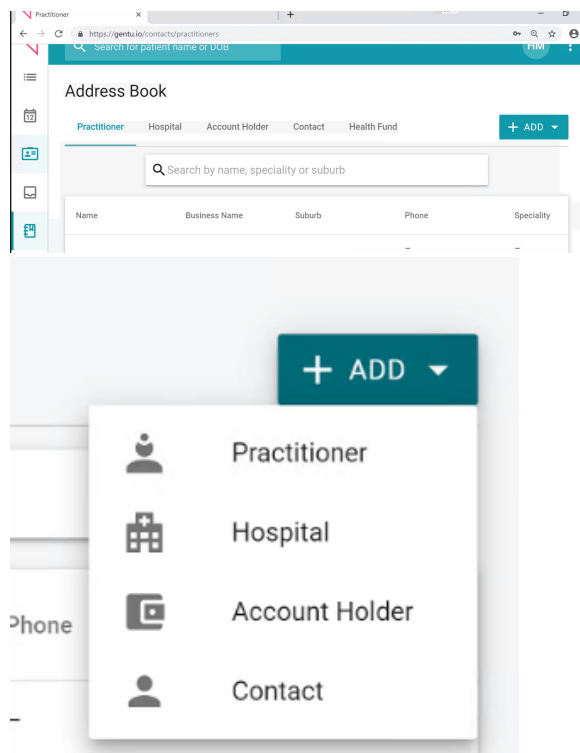 Practitioner
https://gentu.io/contacts/practitioners
Search for patient name or DOB
HM
12
Address Book
Practitioner Hospital Account Holder Contact Health Fund
+ ADD
Search by name, speciality or suburb
Name Business Name Suburb Phone Speciality
– –
+ ADD
Practitioner
Hospital
Account Holder
Phone
Contact
–